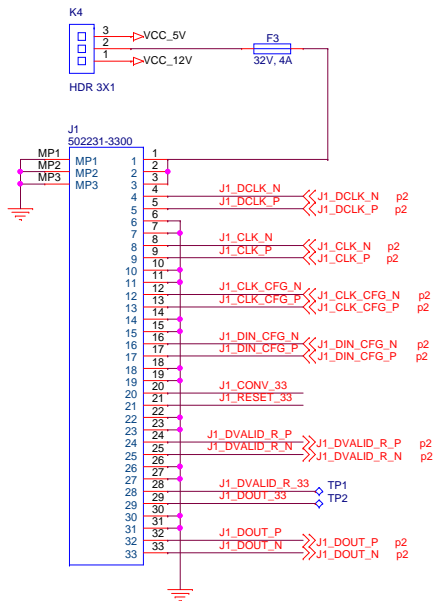 K4
3 VCC_5V
2 F3
1 VCC_12V
32V, 4A
HDR 3X1
J1
502231-3300
MP1 MP1 1 1
MP2 MP2 2 2
MP3 MP3 3 3
4 4 J1_DCLK_N J1_DCLK_N p2
5 5 J1_DCLK_P J1_DCLK_P p2
6 6
7 7
8 8 J1_CLK_N J1_CLK_N p2
9 9 J1_CLK_P J1_CLK_P p2
10 10
11 11
12 12 J1_CLK_CFG_N J1_CLK_CFG_N p2
13 13 J1_CLK_CFG_P J1_CLK_CFG_P p2
14 14
15 15
16 16 J1_DIN_CFG_N J1_DIN_CFG_N p2
17 17 J1_DIN_CFG_P J1_DIN_CFG_P p2
18 18
19 19
20 20 J1_CONV_33
21 21 J1_RESET_33
22 22
23 23
24 24 J1_DVALID_R_P J1_DVALID_R_P p2
25 25 J1_DVALID_R_N J1_DVALID_R_N p2
26 26
27 27
28 28 J1_DVALID_R_33 TP1
29 29 J1_DOUT_33 TP2
30 30
31 31
32 32 J1_DOUT_P J1_DOUT_P p2
33 33 J1_DOUT_N J1_DOUT_N p2